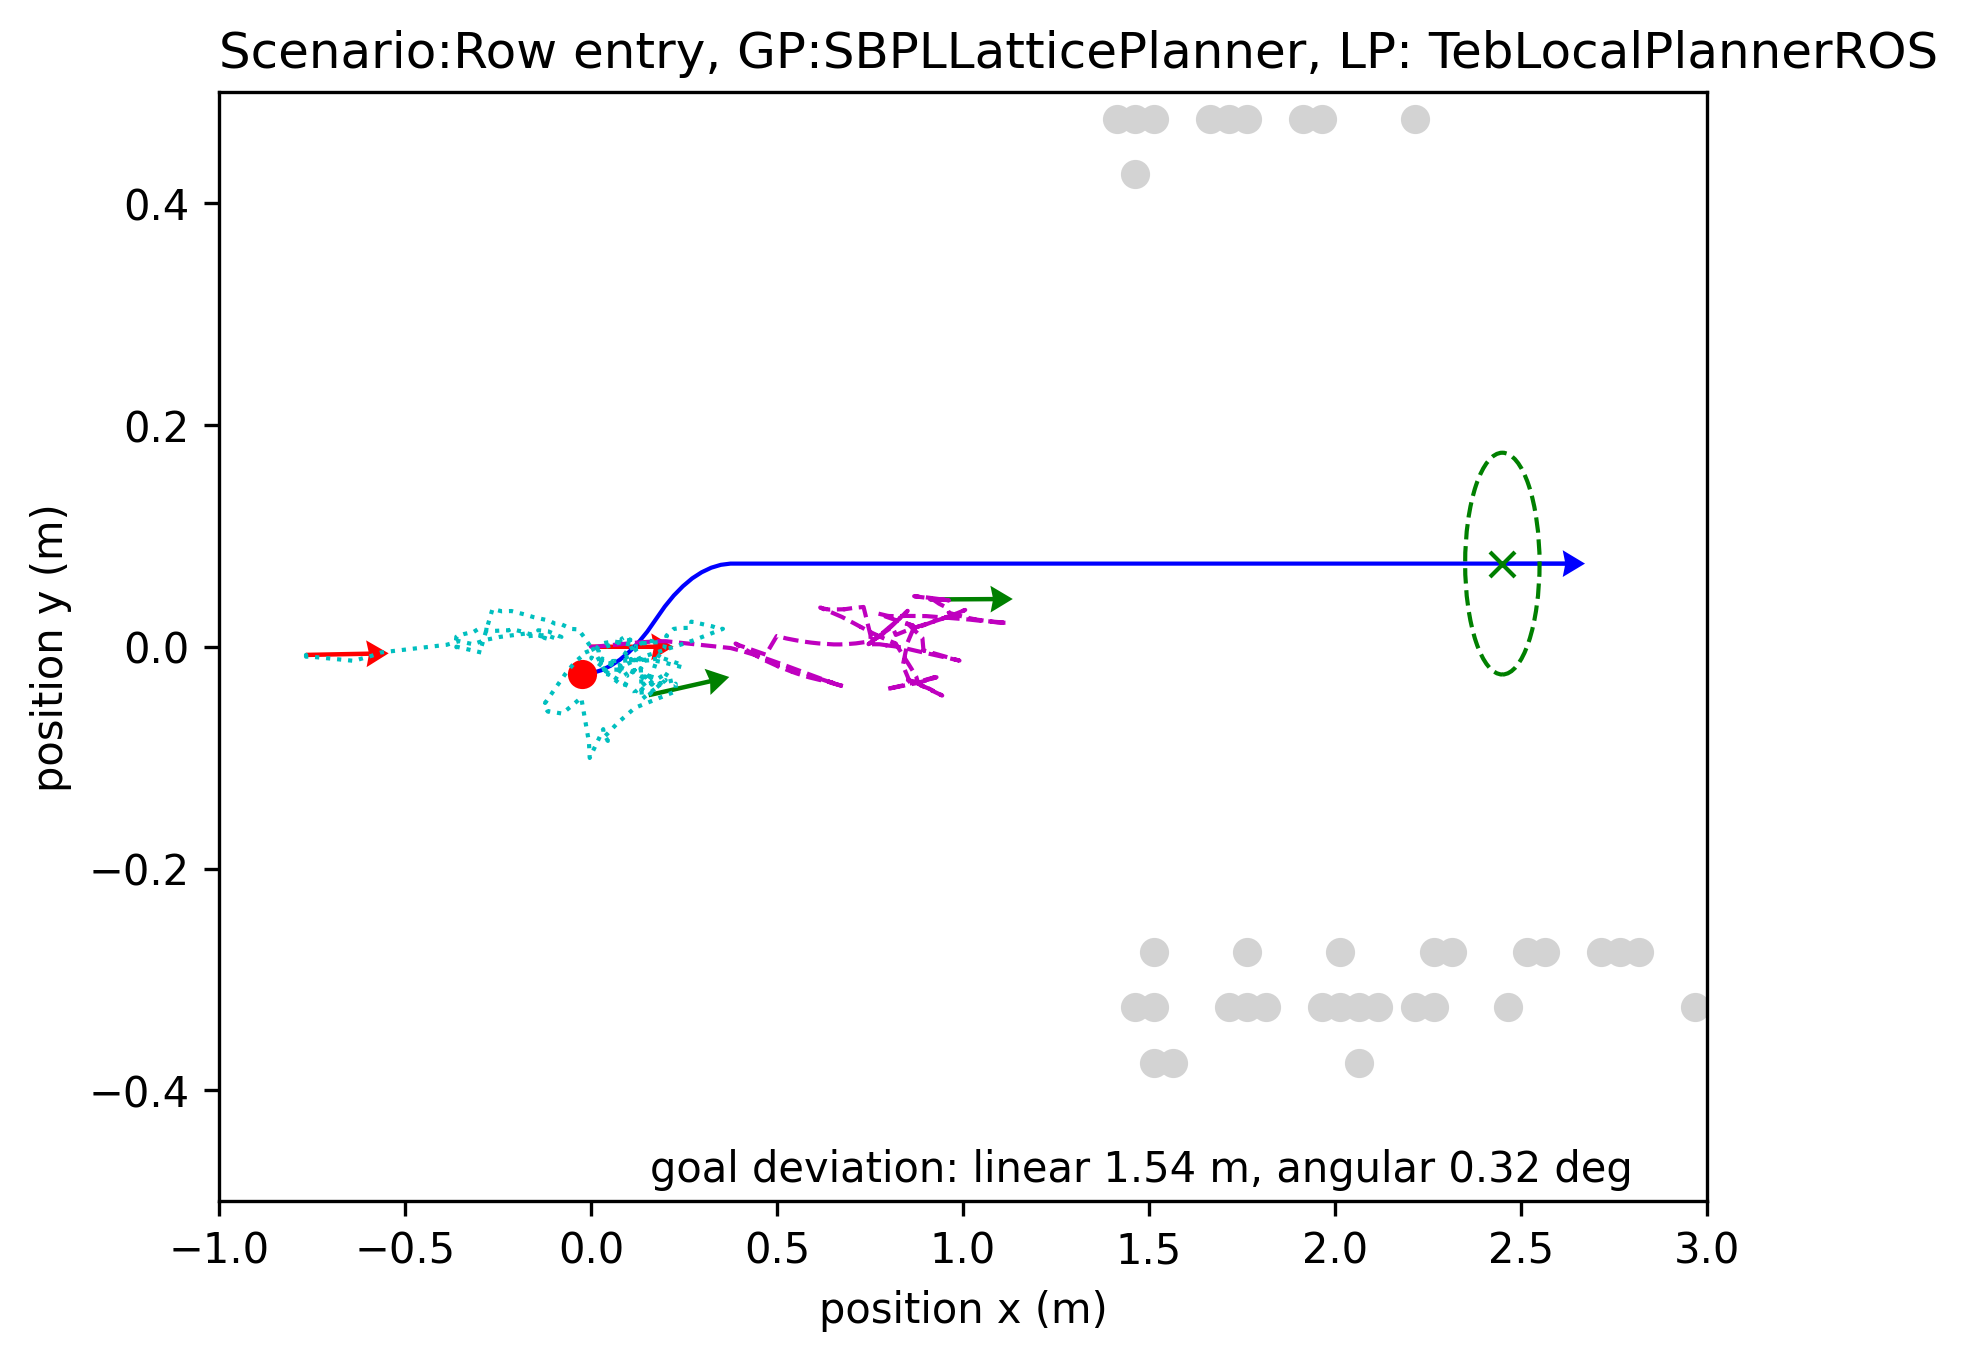 Scenario:Row entry, GP:SBPLLatticePlanner, LP: TebLocalPlannerROS
position y (m)
0.4
0.2
0.0
−0.2
−0.4
goal deviation: linear 1.54 m, angular 0.32 deg
−1.0 −0.5 0.0 0.5 1.0 1.5 2.0 2.5 3.0
position x (m)